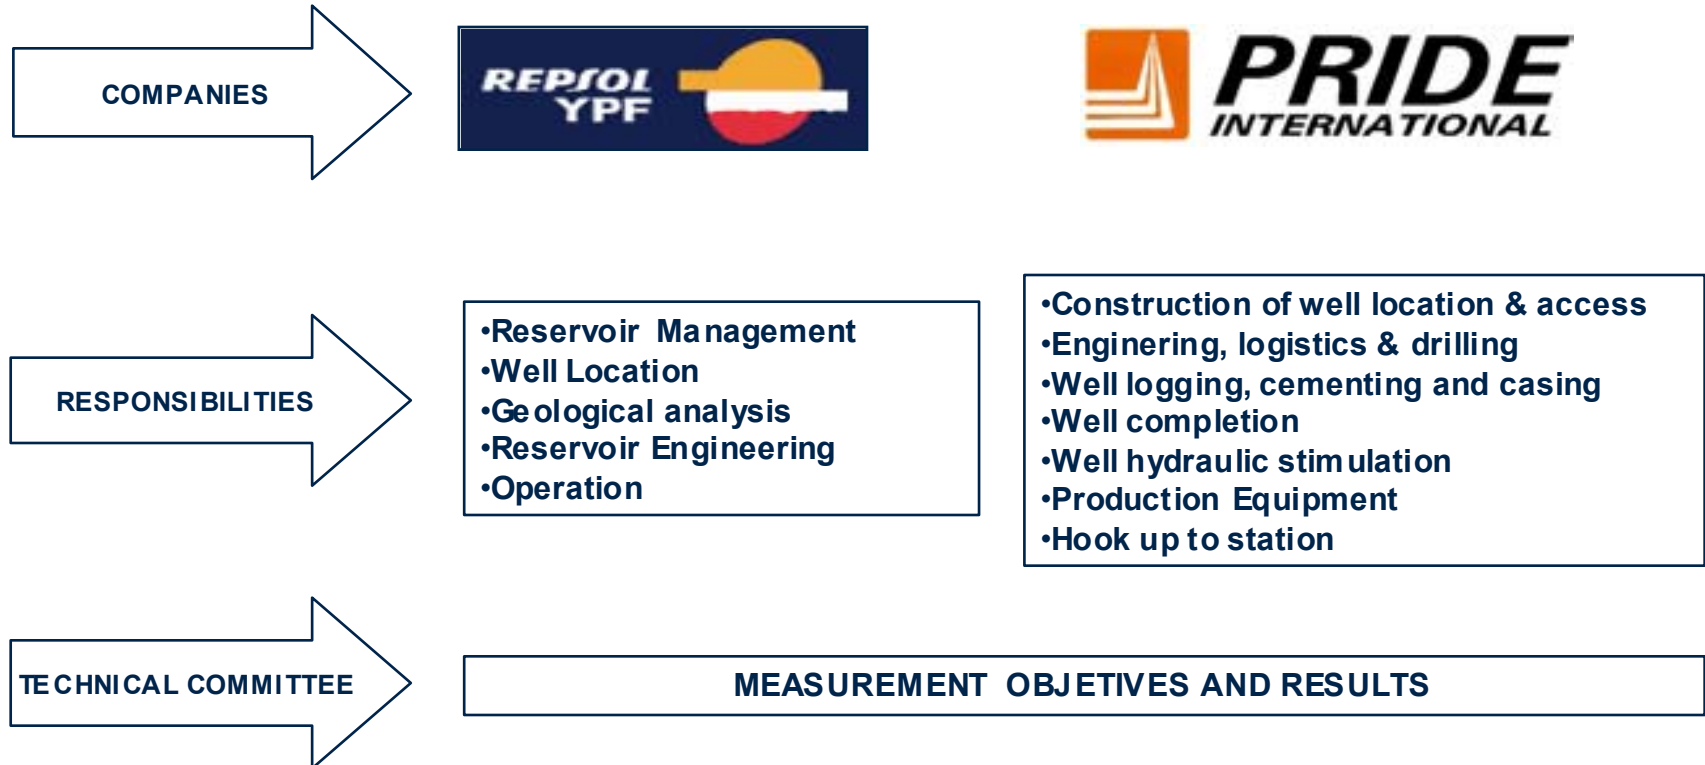 COMPANIES
REPSOL
YPF
PRIDE
INTERNATIONAL
RESPONSIBILITIES
•Reservoir Management
•Well Location
•Geological analysis
•Reservoir Engineering
•Operation
•Construction of well location & access
•Enginering, logistics & drilling
•Well logging, cementing and casing
•Well completion
•Well hydraulic stimulation
•Production Equipment
•Hook up to station
TECHNICAL COMMITTEE
MEASUREMENT OBJETIVES AND RESULTS